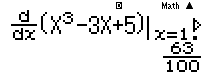 Math ▲
d/dx(X³-3X+5)|x=1.▷
63/100